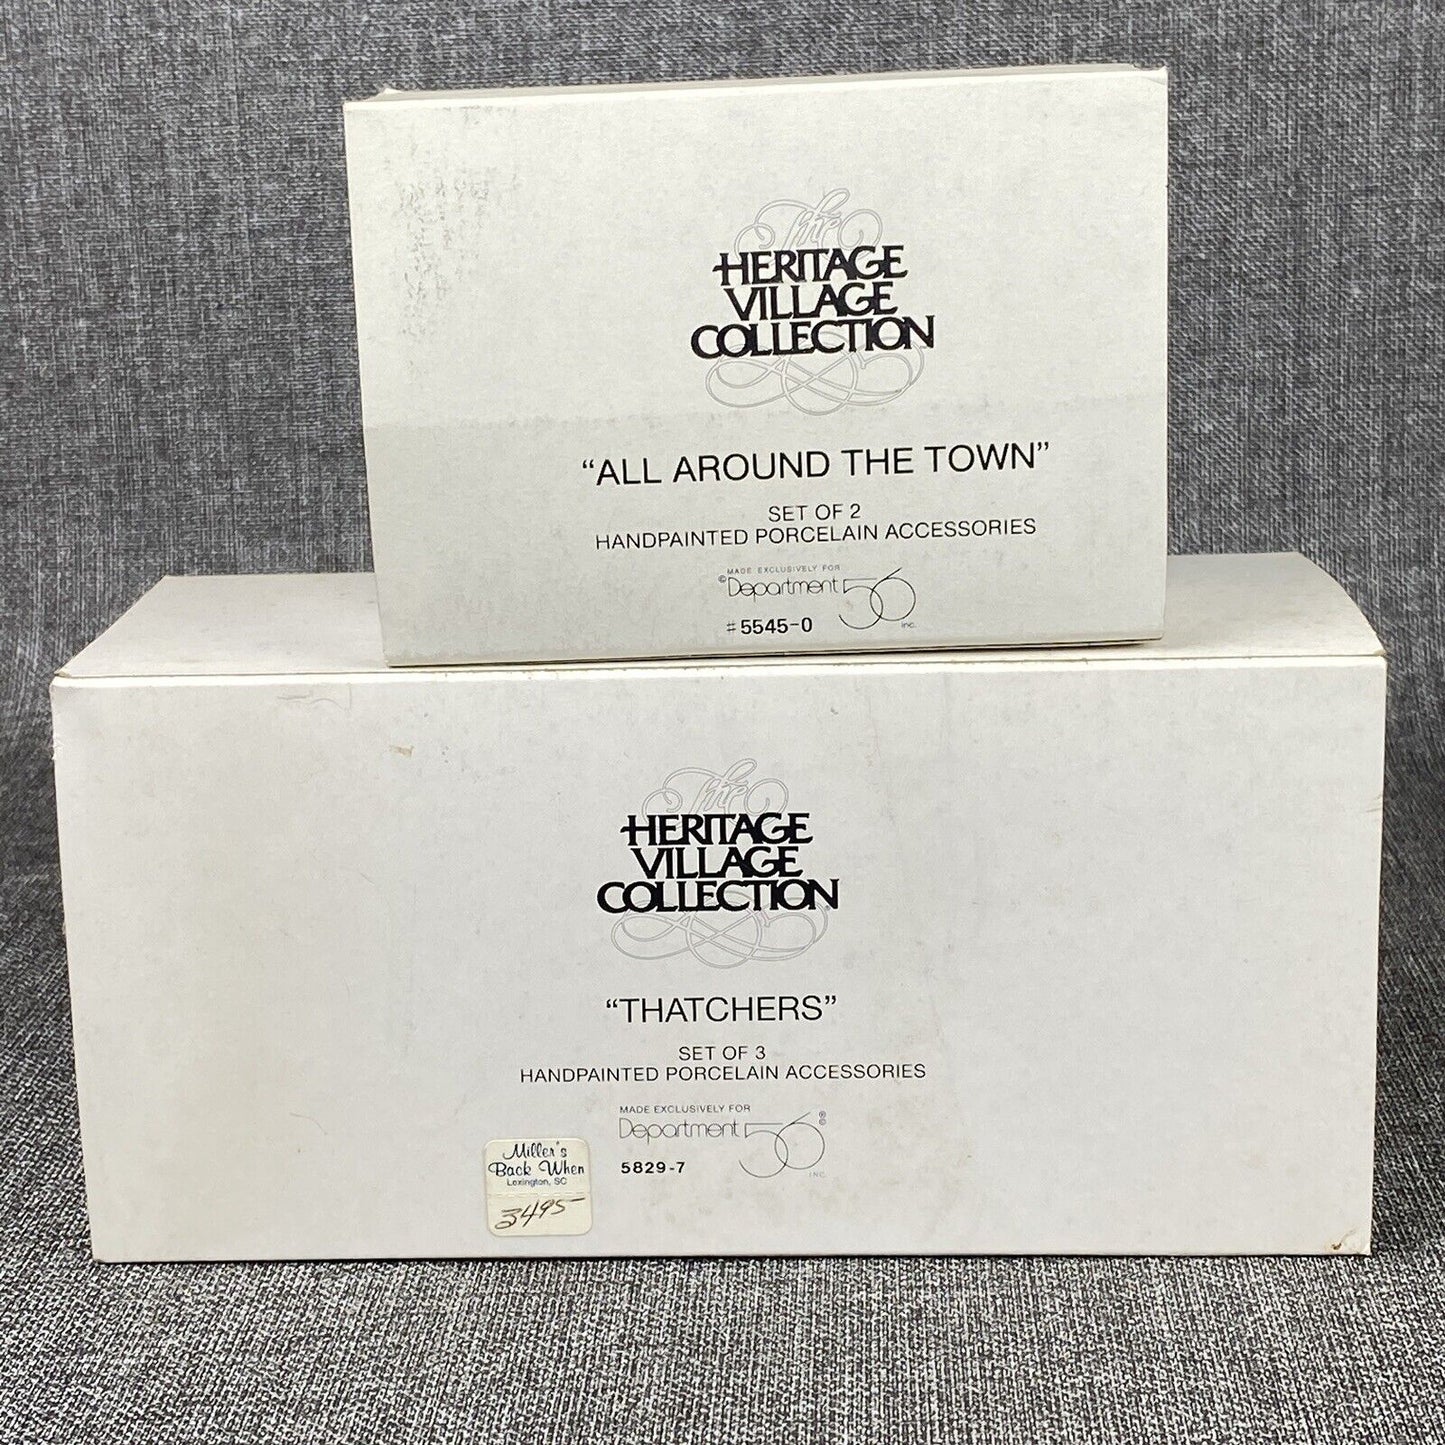 The
HERITAGE
VILLAGE
COLLECTION
“ALL AROUND THE TOWN”
SET OF 2
HANDPAINTED PORCELAIN ACCESSORIES
MADE EXCLUSIVELY FOR
©Department 56
inc.
#5545-0
The
HERITAGE
VILLAGE
COLLECTION®
“THATCHERS”
SET OF 3
HANDPAINTED PORCELAIN ACCESSORIES
MADE EXCLUSIVELY FOR
Department 56 ® ©
INC.
5829-7
Miller's
Back When
Lexington, SC
3495